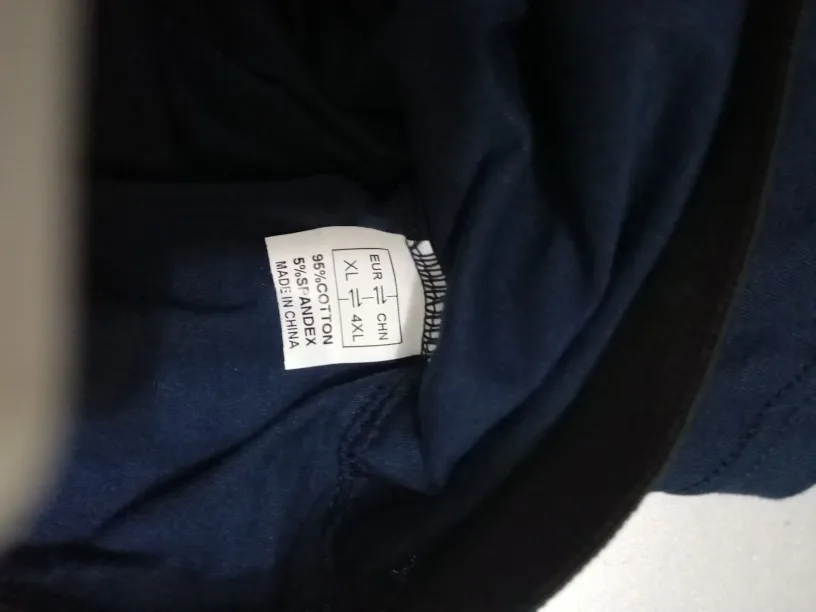 EUR ⇌ CHN
XL ⇌ 4XL
95%COTTON
5%SPANDEX
MADE IN CHINA